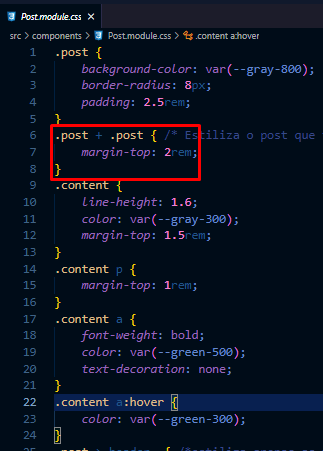 Post.module.css
src > components > Post.module.css > .content a:hover
1 .post {
2 background-color: var(--gray-800);
3 border-radius: 8px;
4 padding: 2.5rem;
5 }
6 .post + .post { /* Estiliza o post que
7 margin-top: 2rem;
8 }
9 .content {
10 line-height: 1.6;
11 color: var(--gray-300);
12 margin-top: 1.5rem;
13 }
14 .content p {
15 margin-top: 1rem;
16 }
17 .content a {
18 font-weight: bold;
19 color: var(--green-500);
20 text-decoration: none;
21 }
22 .content a:hover {
23 color: var(--green-300);
24 }